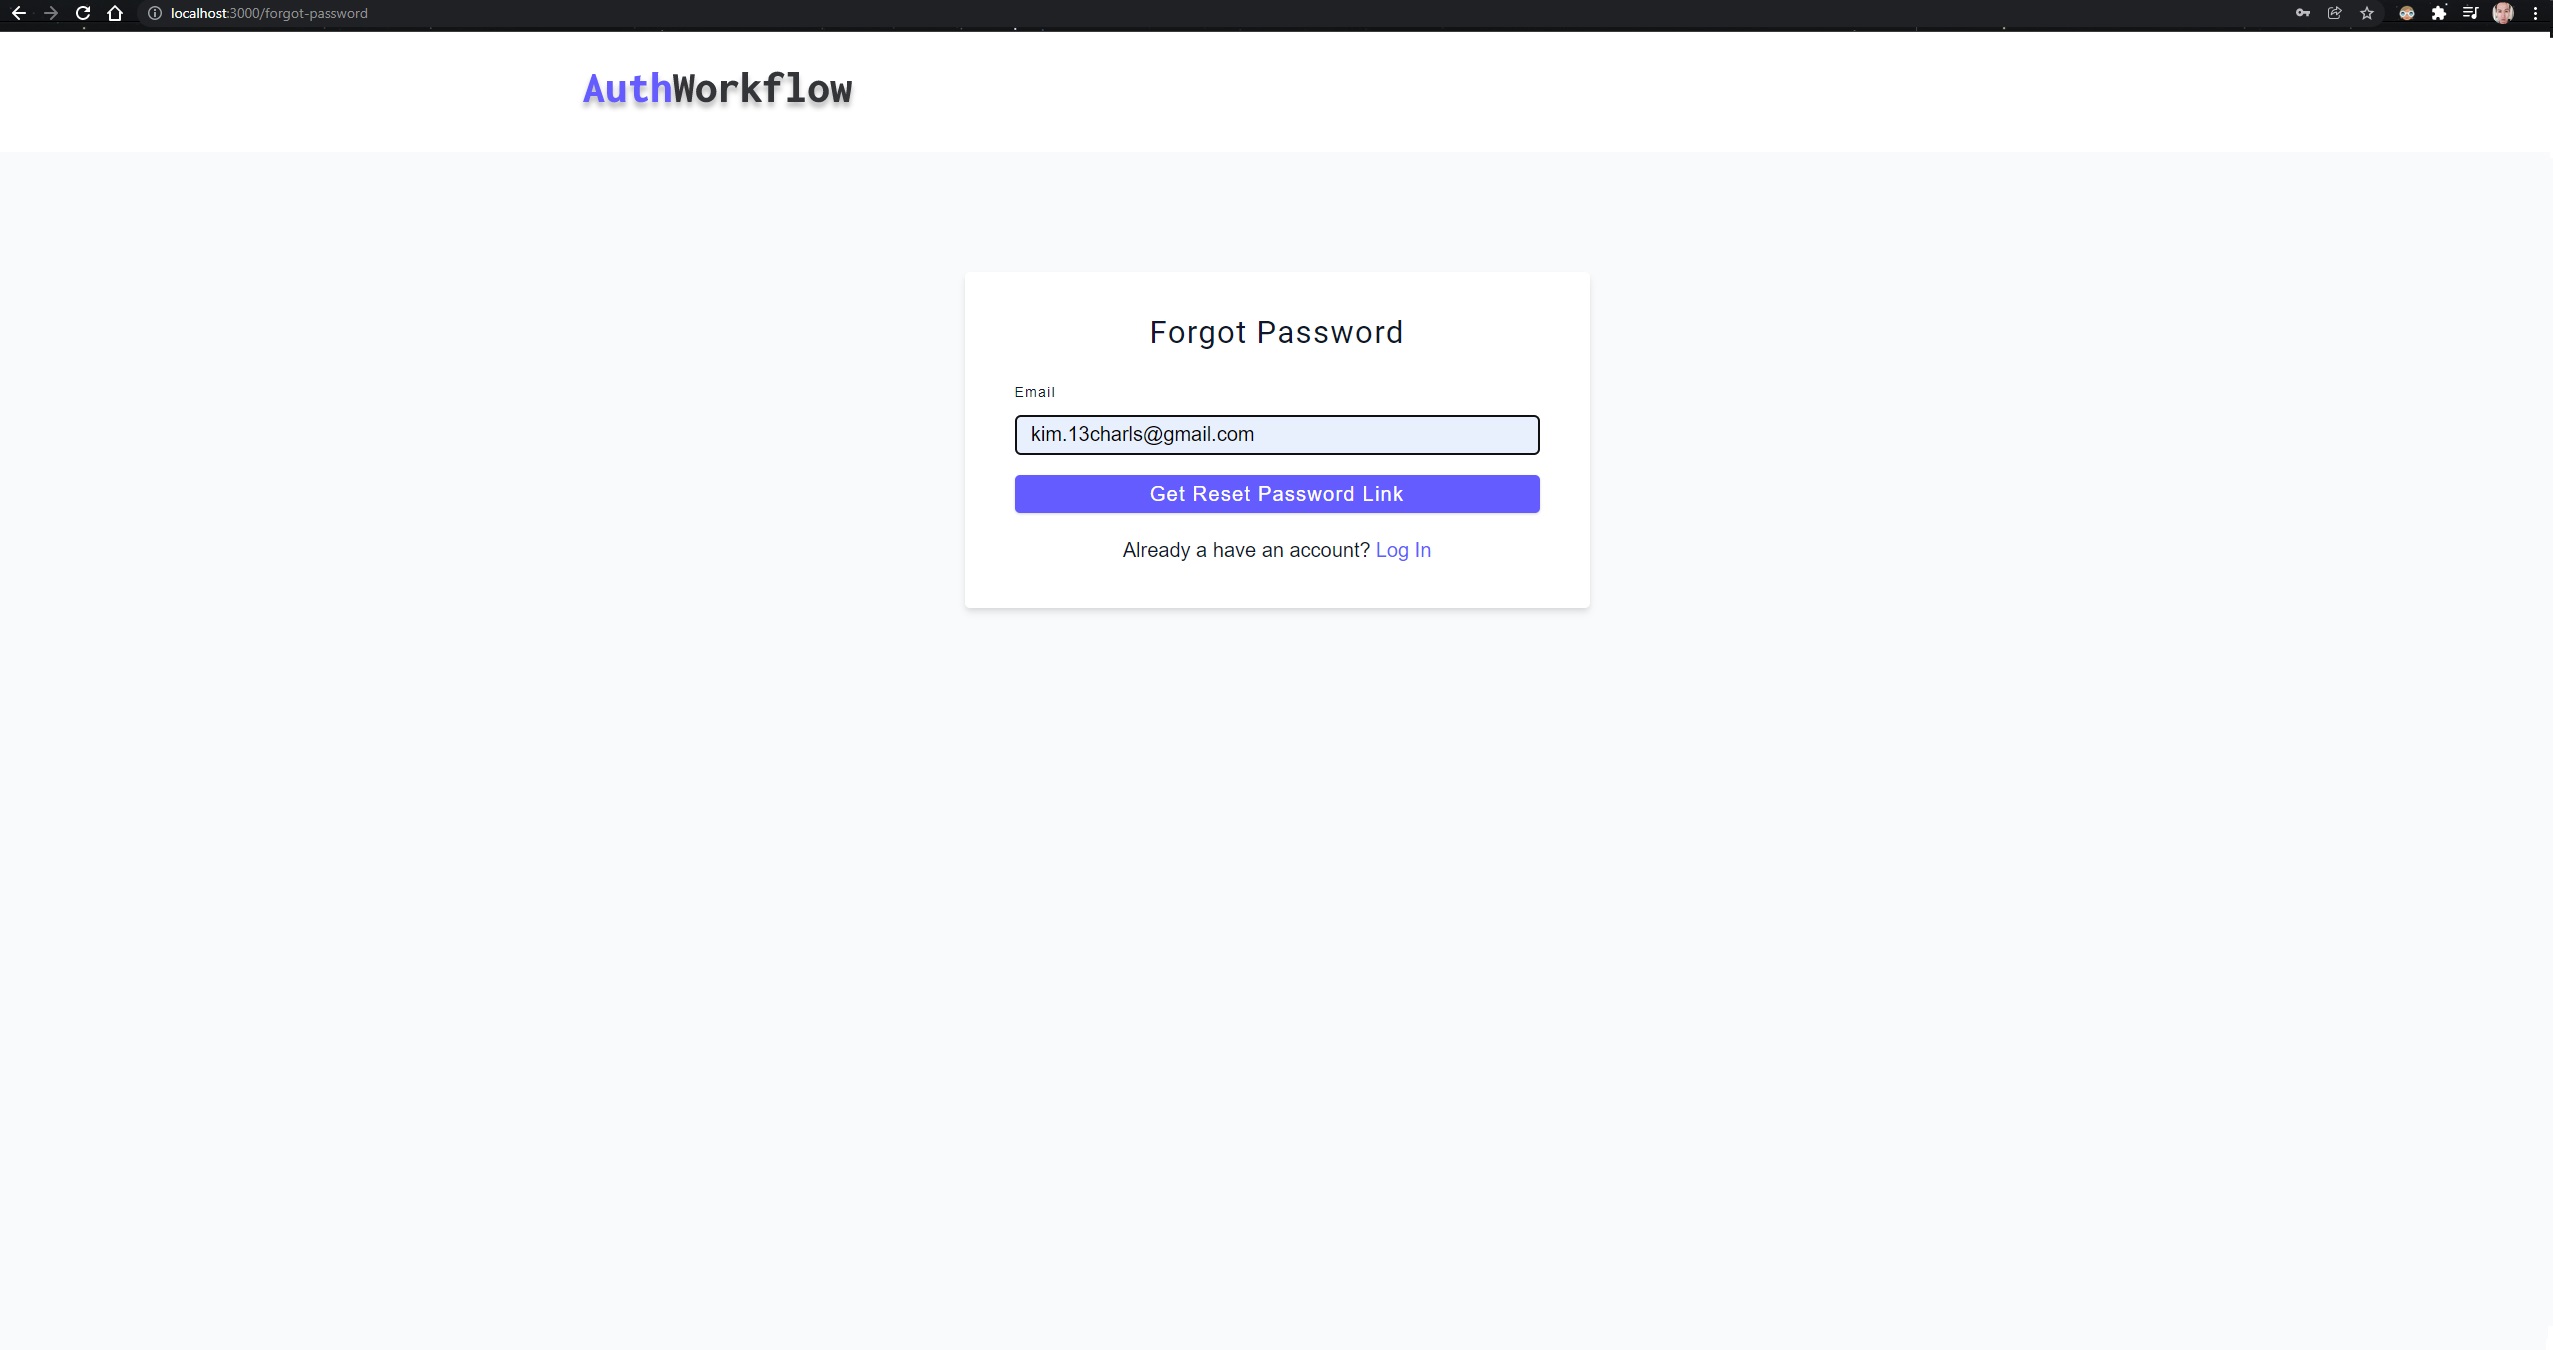 localhost:3000/forgot-password
AuthWorkflow
Forgot Password
Email
kim.13charls@gmail.com
Get Reset Password Link
Already a have an account? Log In